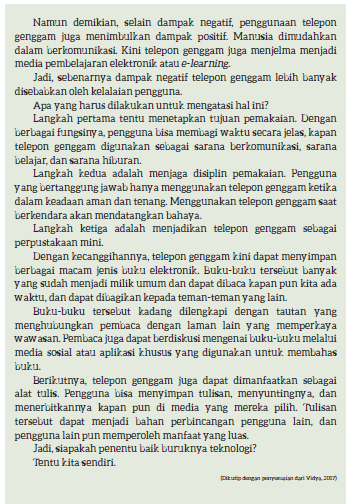 Namun demikian, selain dampak negatif, penggunaan telepon
genggam juga menimbulkan dampak positif. Manusia dimudahkan
dalam berkomunikasi. Kini telepon genggam juga menjelma menjadi
media pembelajaran elektronik atau e-learning.
Jadi, sebenarnya dampak negatif telepon genggam lebih banyak
disebabkan oleh kelalaian pengguna.
Apa yang harus dilakukan untuk mengatasi hal ini?
Langkah pertama tentu menetapkan tujuan pemakaian. Dengan
berbagai fungsinya, pengguna bisa membagi waktu secara jelas, kapan
telepon genggam digunakan sebagai sarana berkomunikasi, sarana
belajar, dan sarana hiburan.
Langkah kedua adalah menjaga disiplin pemakaian. Pengguna
yang bertanggung jawab hanya menggunakan telepon genggam ketika
dalam keadaan aman dan tenang. Menggunakan telepon genggam saat
berkendara akan mendatangkan bahaya.
Langkah ketiga adalah menjadikan telepon genggam sebagai
perpustakaan mini.
Dengan kecanggihannya, telepon genggam kini dapat menyimpan
berbagai macam jenis buku elektronik. Buku-buku tersebut banyak
yang sudah menjadi milik umum dan dapat dibaca kapan pun kita ada
waktu, dan dapat dibagikan kepada teman-teman yang lain.
Buku-buku tersebut kadang dilengkapi dengan tautan yang
menghubungkan pembaca dengan laman lain yang memperkaya
wawasan. Pembaca juga dapat berdiskusi mengenai buku-buku melalui
media sosial atau aplikasi khusus yang digunakan untuk membahas
buku.
Berikutnya, telepon genggam juga dapat dimanfaatkan sebagai
alat tulis. Pengguna bisa menyimpan tulisan, menyuntingnya, dan
menerbitkannya kapan pun di media yang mereka pilih. Tulisan
tersebut dapat menjadi bahan perbincangan pengguna lain, dan
pengguna lain pun memperoleh manfaat yang luas.
Jadi, siapakah penentu baik buruknya teknologi?
Tentu kita sendiri.
(Dikutip dengan penyesuaian dari Vidya, 2017)